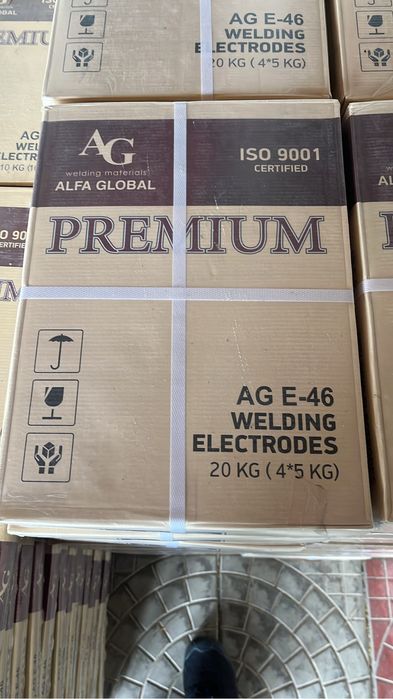 AG E-46
WELDING
ELECTRODES
20 KG ( 4*5 KG)
AG
welding materials
ALFA GLOBAL
ISO 9001
CERTIFIED
PREMIUM
AG E-46
WELDING
ELECTRODES
20 KG ( 4*5 KG)